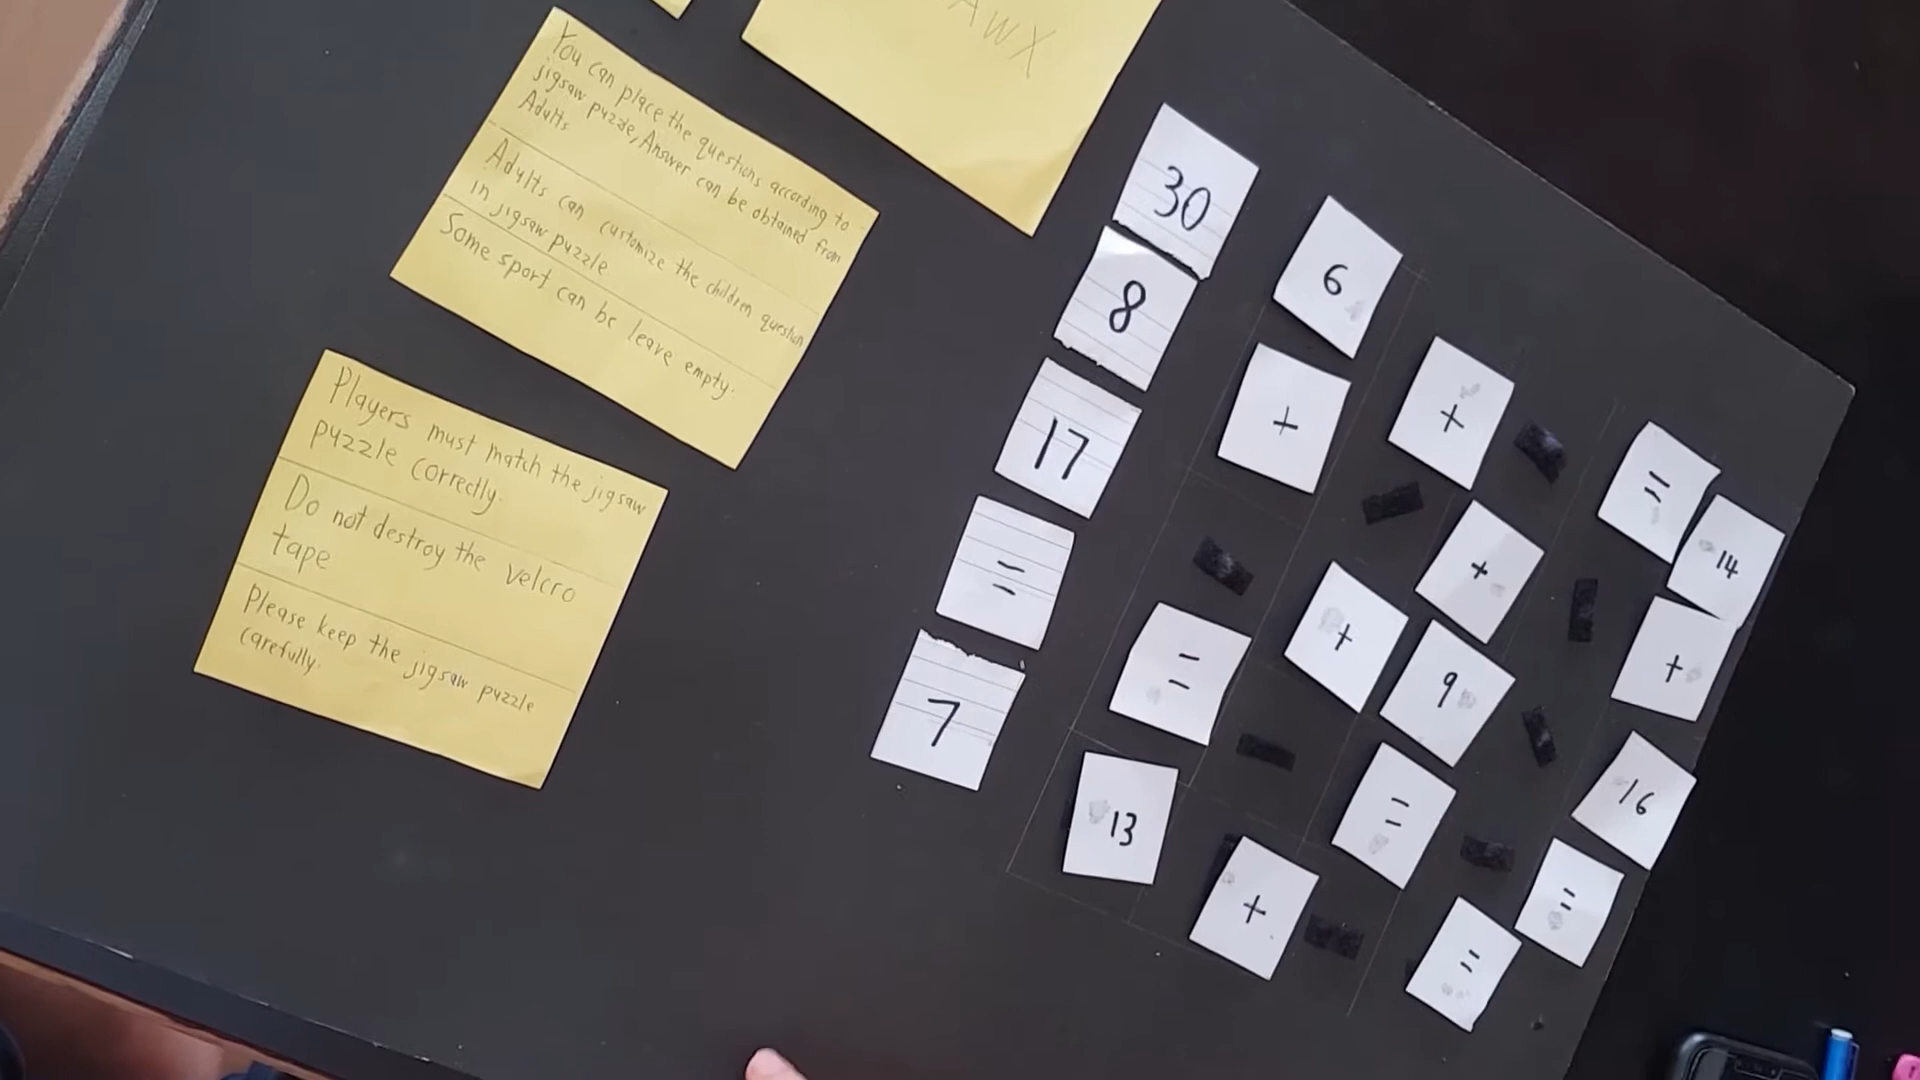 AWX
You can place the questions according to
jigsaw puzzle, Answer can be obtained from
Adults
Adults can customize the children question
in jigsaw puzzle
Some sport can be leave empty.
Players must match the jigsaw
puzzle correctly.
Do not destroy the velcro
tape
Please keep the jigsaw puzzle
carefully.
30
8
17
=
7
6
+
+
=
14
+
+
+
=
9
16
13
=
+
=
=